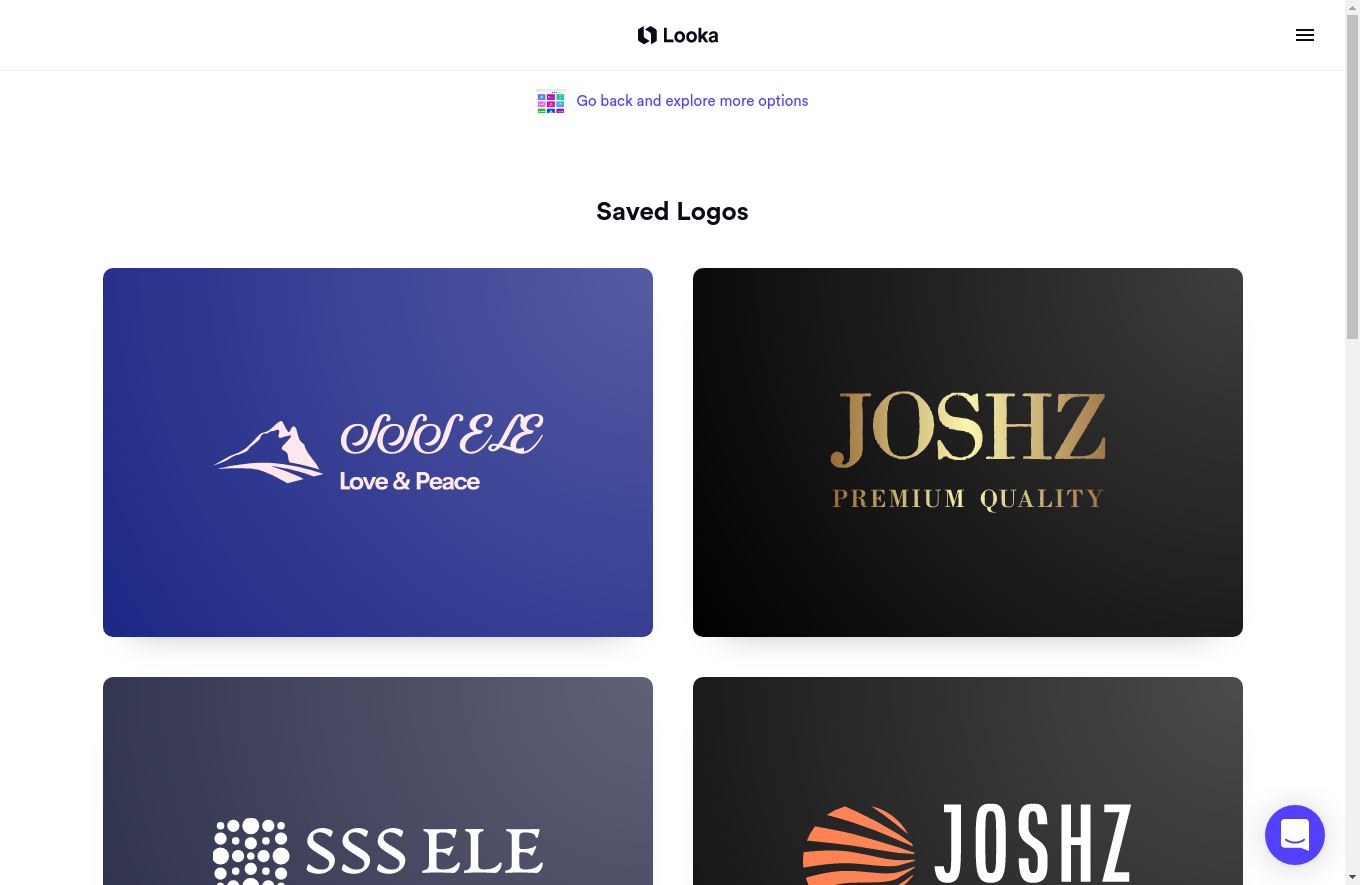 Looka
Go back and explore more options
Saved Logos
SSS ELE
Love & Peace
JOSHZ
PREMIUM QUALITY
SSS ELE
JOSHZ